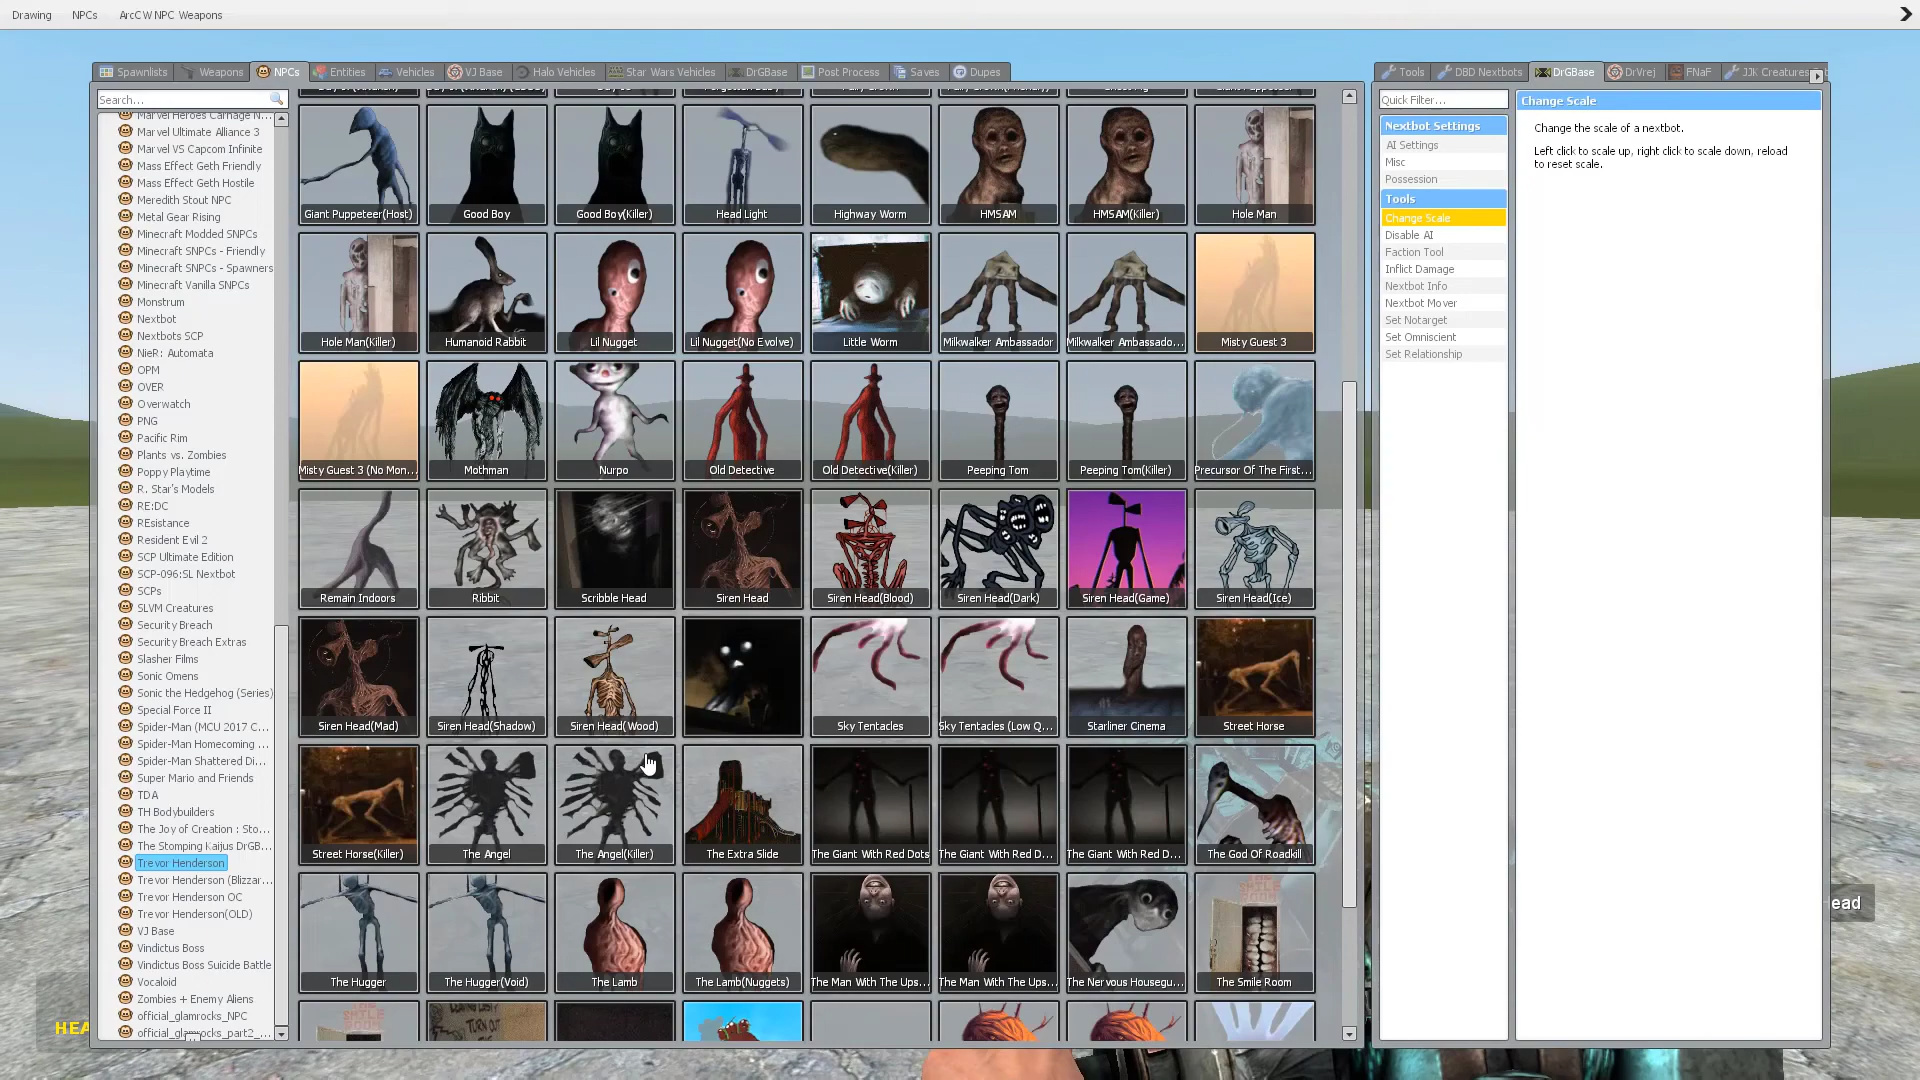 Drawing NPCs ArcCW NPC Weapons
Spawnlists Weapons NPCs Entities Vehicles VJ Base Halo Vehicles Star Wars Vehicles DrGBase Post Process Saves Dupes
Tools DBD Nextbots DrGBase DrVrej FNaF JJK Creatures
Search...
Marvel Heroes Carnage N...
Marvel Ultimate Alliance 3
Marvel VS Capcom Infinite
Mass Effect Geth Friendly
Mass Effect Geth Hostile
Meredith Stout NPC
Metal Gear Rising
Minecraft Modded SNPCs
Minecraft SNPCs - Friendly
Minecraft SNPCs - Spawners
Minecraft Vanilla SNPCs
Monstrum
Nextbot
Nextbots SCP
NieR: Automata
OPM
OVER
Overwatch
PNG
Pacific Rim
Plants vs. Zombies
Poppy Playtime
R. Star's Models
RE:DC
REsistance
Resident Evil 2
SCP Ultimate Edition
SCP-096:SL Nextbot
SCPs
SLVM Creatures
Security Breach
Security Breach Extras
Slasher Films
Sonic Omens
Sonic the Hedgehog (Series)
Special Force II
Spider-Man (MCU 2017 C...
Spider-Man Homecoming ...
Spider-Man Shattered Di...
Super Mario and Friends
TDA
TH Bodybuilders
The Joy of Creation : Sto...
The Stomping Kaijus DrGB...
Trevor Henderson
Trevor Henderson (Blizzar...
Trevor Henderson OC
Trevor Henderson(OLD)
VJ Base
Vindictus Boss
Vindictus Boss Suicide Battle
Vocaloid
Zombies + Enemy Aliens
official_glamrocks_NPC
official_glamrocks_part2_...
Giant Puppeteer(Host) Good Boy Good Boy(Killer) Head Light Highway Worm HMSAM HMSAM(Killer) Hole Man
Hole Man(Killer) Humanoid Rabbit Lil Nugget Lil Nugget(No Evolve) Little Worm Milkwalker Ambassador Milkwalker Ambassado... Misty Guest 3
Misty Guest 3 (No Mon... Mothman Nurpo Old Detective Old Detective(Killer) Peeping Tom Peeping Tom(Killer) Precursor Of The First...
Remain Indoors Ribbit Scribble Head Siren Head Siren Head(Blood) Siren Head(Dark) Siren Head(Game) Siren Head(Ice)
Siren Head(Mad) Siren Head(Shadow) Siren Head(Wood) Sky Tentacles Sky Tentacles (Low Q... Starliner Cinema Street Horse
Street Horse(Killer) The Angel The Angel(Killer) The Extra Slide The Giant With Red Dots The Giant With Red D... The Giant With Red D... The God Of Roadkill
The Hugger The Hugger(Void) The Lamb The Lamb(Nuggets) The Man With The Ups... The Man With The Ups... The Nervous Housegu... The Smile Room
TURN OUT
Quick Filter...
Nextbot Settings
AI Settings
Misc
Possession
Tools
Change Scale
Disable AI
Faction Tool
Inflict Damage
Nextbot Info
Nextbot Mover
Set Notarget
Set Omniscient
Set Relationship
Change Scale
Change the scale of a nextbot.
Left click to scale up, right click to scale down, reload
to reset scale.
ead
HEA